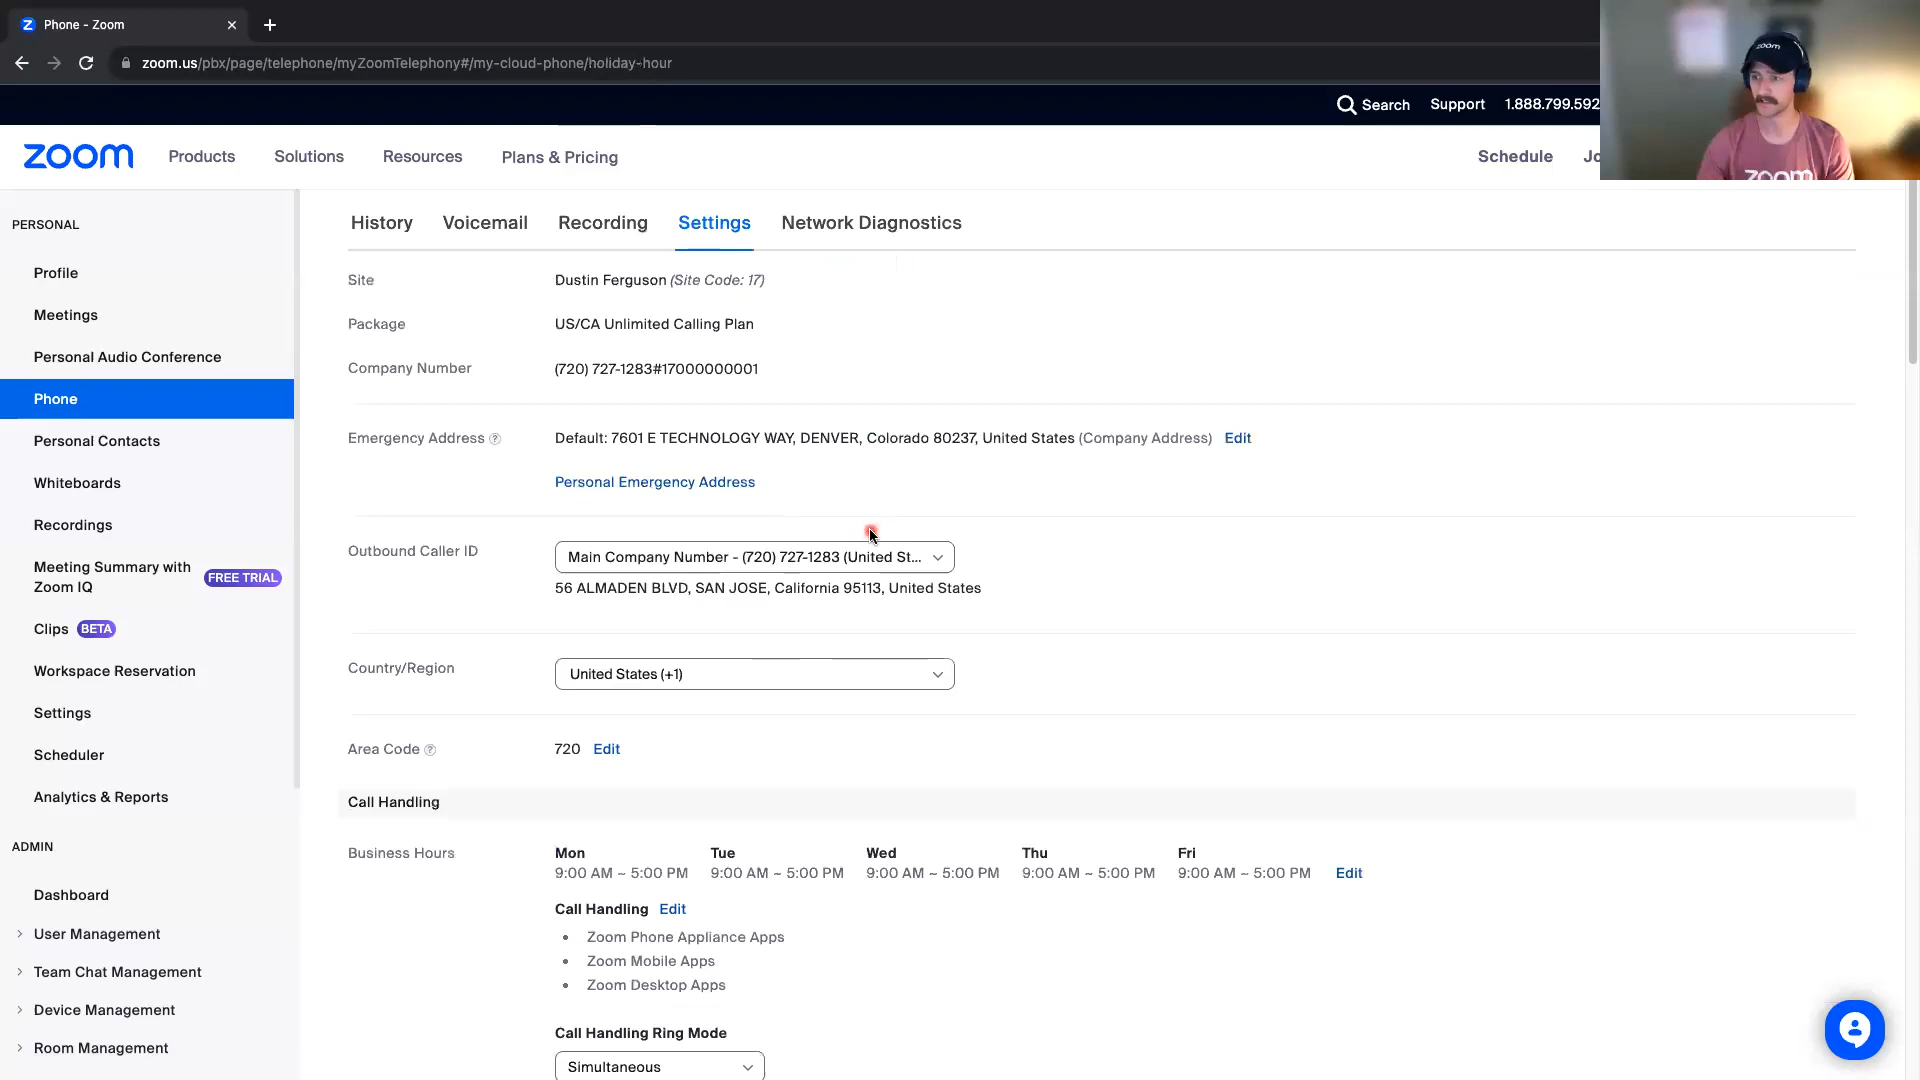 Phone - Zoom
zoom.us/pbx/page/telephone/myZoomTelephony#/my-cloud-phone/holiday-hour
Search Support 1.888.799.592
zoom Products Solutions Resources Plans & Pricing Schedule Jo
zoom
zoom
PERSONAL
Profile
Meetings
Personal Audio Conference
Phone
Personal Contacts
Whiteboards
Recordings
Meeting Summary with
Zoom IQ FREE TRIAL
Clips BETA
Workspace Reservation
Settings
Scheduler
Analytics & Reports
ADMIN
Dashboard
User Management
Team Chat Management
Device Management
Room Management
History Voicemail Recording Settings Network Diagnostics
Site Dustin Ferguson (Site Code: 17)
Package US/CA Unlimited Calling Plan
Company Number (720) 727-1283#17000000001
Emergency Address ? Default: 7601 E TECHNOLOGY WAY, DENVER, Colorado 80237, United States (Company Address) Edit
Personal Emergency Address
Outbound Caller ID Main Company Number - (720) 727-1283 (United St...
56 ALMADEN BLVD, SAN JOSE, California 95113, United States
Country/Region United States (+1)
Area Code ? 720 Edit
Call Handling
Business Hours Mon Tue Wed Thu Fri
9:00 AM ~ 5:00 PM 9:00 AM ~ 5:00 PM 9:00 AM ~ 5:00 PM 9:00 AM ~ 5:00 PM 9:00 AM ~ 5:00 PM Edit
Call Handling Edit
• Zoom Phone Appliance Apps
• Zoom Mobile Apps
• Zoom Desktop Apps
Call Handling Ring Mode
Simultaneous